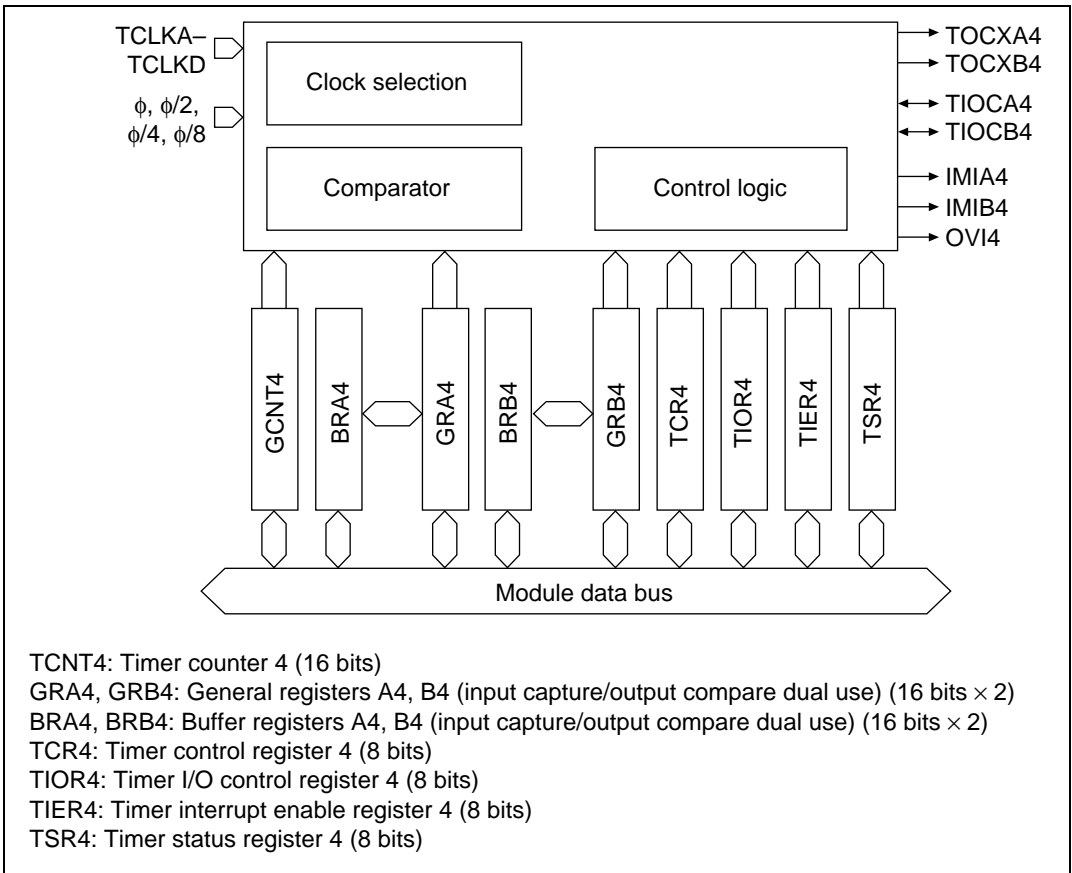 TCLKA–
TCLKD
ϕ, ϕ/2,
ϕ/4, ϕ/8
Clock selection
Comparator
Control logic
TOCXA4
TOCXB4
TIOCA4
TIOCB4
IMIA4
IMIB4
OVI4
GCNT4
BRA4
GRA4
BRB4
GRB4
TCR4
TIOR4
TIER4
TSR4
Module data bus
TCNT4: Timer counter 4 (16 bits)
GRA4, GRB4: General registers A4, B4 (input capture/output compare dual use) (16 bits × 2)
BRA4, BRB4: Buffer registers A4, B4 (input capture/output compare dual use) (16 bits × 2)
TCR4: Timer control register 4 (8 bits)
TIOR4: Timer I/O control register 4 (8 bits)
TIER4: Timer interrupt enable register 4 (8 bits)
TSR4: Timer status register 4 (8 bits)